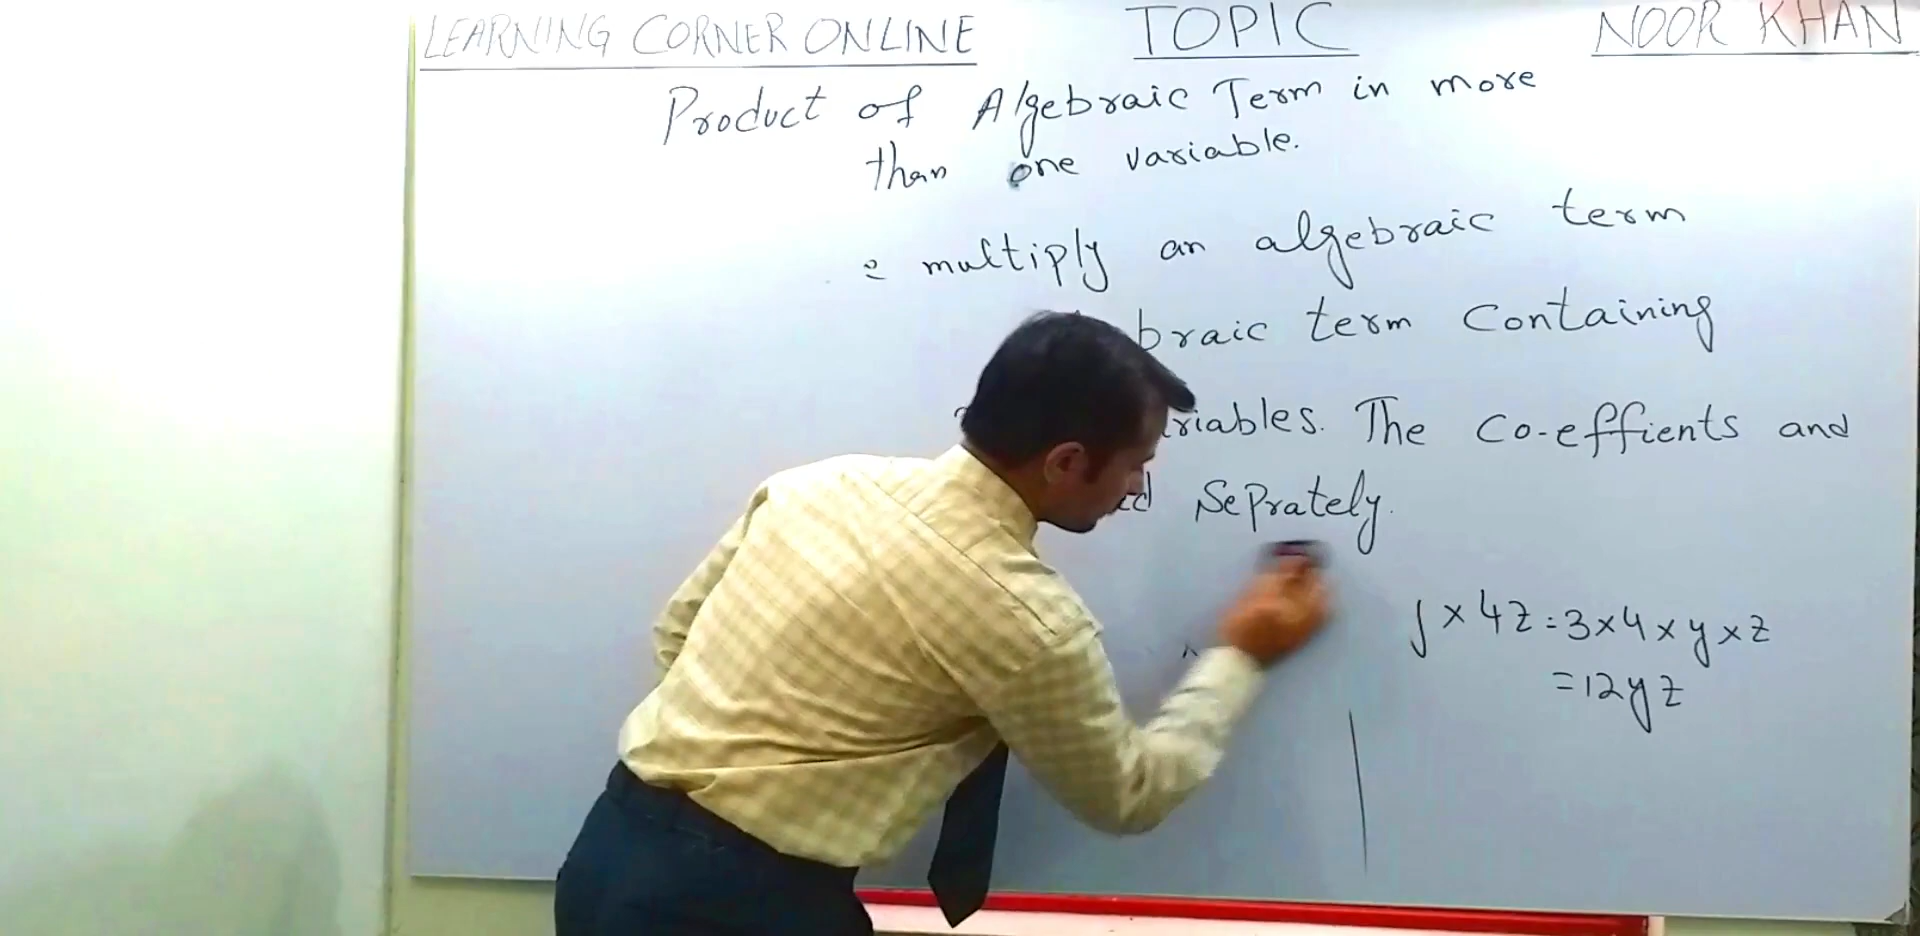 LEARNING CORNER ONLINE TOPIC NOOR KHAN
Product of Algebraic Term in more
than one variable.
multiply an algebraic term
braic term containing
riables. The co-effients and
Seprately.
× 4z = 3×4×y×z
= 12yz